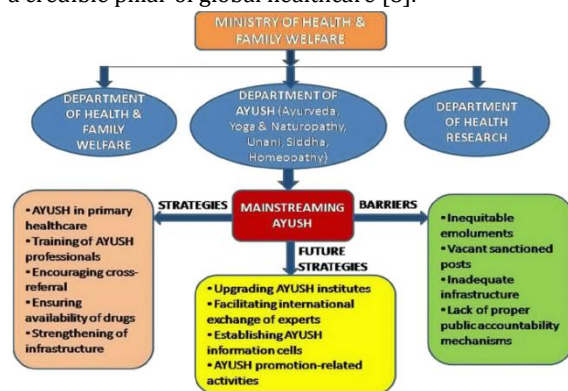 a credible pillar of global healthcare [8].
MINISTRY OF HEALTH &
FAMILY WELFARE
DEPARTMENT
OF HEALTH &
FAMILY
WELFARE
DEPARTMENT OF
AYUSH (Ayurveda,
Yoga & Naturopathy,
Unani, Siddha,
Homeopathy)
DEPARTMENT
OF HEALTH
RESEARCH
STRATEGIES
MAINSTREAMING
AYUSH
BARRIERS
FUTURE
STRATEGIES
• AYUSH in primary
healthcare
• Training of AYUSH
professionals
• Encouraging cross-
referral
• Ensuring
availability of drugs
• Strengthening of
infrastructure
• Upgrading AYUSH institutes
• Facilitating international
exchange of experts
• Establishing AYUSH
information cells
• AYUSH promotion-related
activities
• Inequitable
emoluments
• Vacant sanctioned
posts
• Inadequate
infrastructure
• Lack of proper
public accountability
mechanisms